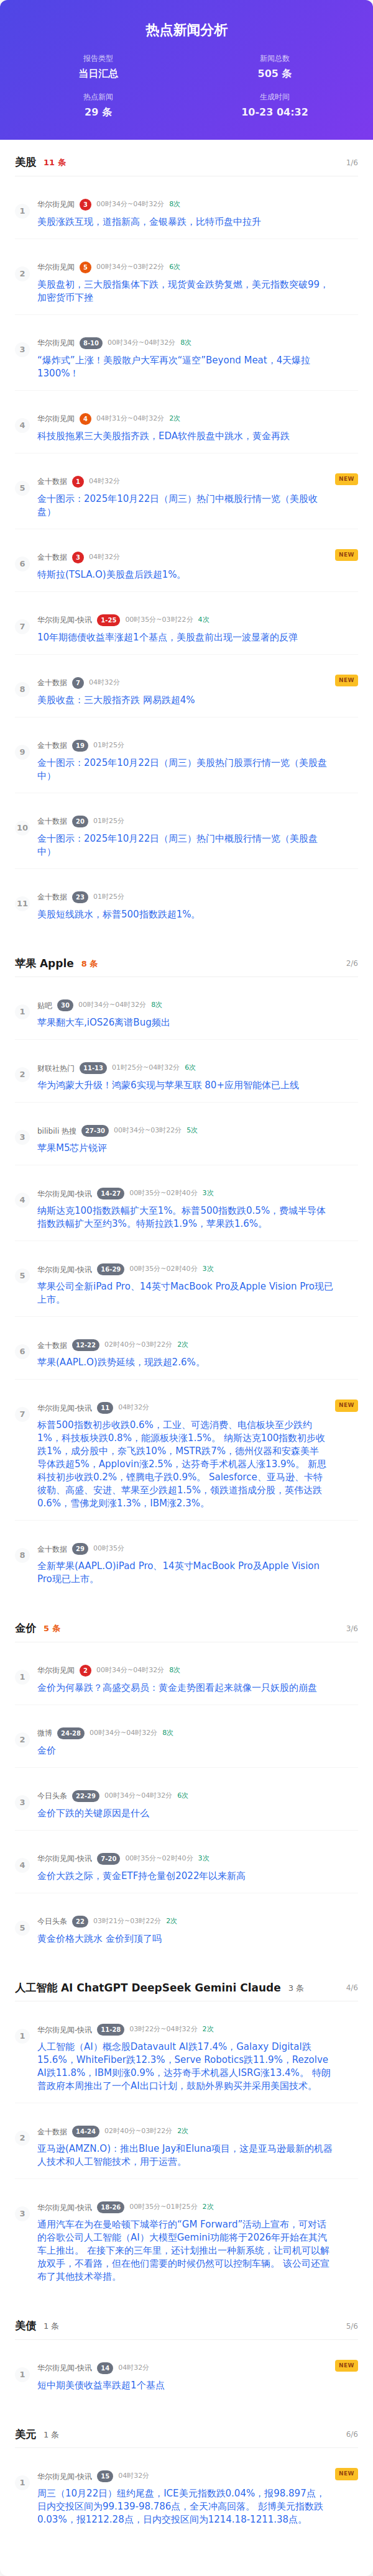 热点新闻分析
报告类型
当日汇总
新闻总数
505 条
热点新闻
29 条
生成时间
10-23 04:32
美股 11 条 1/6
1 华尔街见闻 3 00时34分~04时32分 8次
美股涨跌互现，道指新高，金银暴跌，比特币盘中拉升
2 华尔街见闻 5 00时34分~03时22分 6次
美股盘初，三大股指集体下跌，现货黄金跌势复燃，美元指数突破99，
加密货币下挫
3 华尔街见闻 8-10 00时34分~04时32分 8次
“爆炸式”上涨！美股散户大军再次“逼空”Beyond Meat，4天爆拉
1300%！
4 华尔街见闻 4 04时31分~04时32分 2次
科技股拖累三大美股指齐跌，EDA软件股盘中跳水，黄金再跌
5 金十数据 1 04时32分 NEW
金十图示：2025年10月22日（周三）热门中概股行情一览（美股收
盘）
6 金十数据 3 04时32分 NEW
特斯拉(TSLA.O)美股盘后跌超1%。
7 华尔街见闻-快讯 1-25 00时35分~03时22分 4次
10年期德债收益率涨超1个基点，美股盘前出现一波显著的反弹
8 金十数据 7 04时32分 NEW
美股收盘：三大股指齐跌 网易跌超4%
9 金十数据 19 01时25分
金十图示：2025年10月22日（周三）美股热门股票行情一览（美股盘
中）
10 金十数据 20 01时25分
金十图示：2025年10月22日（周三）热门中概股行情一览（美股盘
中）
11 金十数据 23 01时25分
美股短线跳水，标普500指数跌超1%。
苹果 Apple 8 条 2/6
1 贴吧 30 00时34分~04时32分 8次
苹果翻大车,iOS26离谱Bug频出
2 财联社热门 11-13 01时25分~04时32分 6次
华为鸿蒙大升级！鸿蒙6实现与苹果互联 80+应用智能体已上线
3 bilibili 热搜 27-30 00时34分~03时22分 5次
苹果M5芯片锐评
4 华尔街见闻-快讯 14-27 00时35分~02时40分 3次
纳斯达克100指数跌幅扩大至1%。标普500指数跌0.5%，费城半导体
指数跌幅扩大至约3%。特斯拉跌1.9%，苹果跌1.6%。
5 华尔街见闻-快讯 16-29 00时35分~02时40分 3次
苹果公司全新iPad Pro、14英寸MacBook Pro及Apple Vision Pro现已
上市。
6 金十数据 12-22 02时40分~03时22分 2次
苹果(AAPL.O)跌势延续，现跌超2.6%。
7 华尔街见闻-快讯 11 04时32分 NEW
标普500指数初步收跌0.6%，工业、可选消费、电信板块至少跌约
1%，科技板块跌0.8%，能源板块涨1.5%。 纳斯达克100指数初步收
跌1%，成分股中，奈飞跌10%，MSTR跌7%，德州仪器和安森美半
导体跌超5%，Applovin涨2.5%，达芬奇手术机器人涨13.9%。 新思
科技初步收跌0.2%，铿腾电子跌0.9%。 Salesforce、亚马逊、卡特
彼勒、高盛、安进、苹果至少跌超1.5%，领跌道指成分股，英伟达跌
0.6%，雪佛龙则涨1.3%，IBM涨2.3%。
8 金十数据 29 00时35分
全新苹果(AAPL.O)iPad Pro、14英寸MacBook Pro及Apple Vision
Pro现已上市。
金价 5 条 3/6
1 华尔街见闻 2 00时34分~04时32分 8次
金价为何暴跌？高盛交易员：黄金走势图看起来就像一只妖股的崩盘
2 微博 24-28 00时34分~04时32分 8次
金价
3 今日头条 22-29 00时34分~04时32分 6次
金价下跌的关键原因是什么
4 华尔街见闻-快讯 7-20 00时35分~02时40分 3次
金价大跌之际，黄金ETF持仓量创2022年以来新高
5 今日头条 22 03时21分~03时22分 2次
黄金价格大跳水 金价到顶了吗
人工智能 AI ChatGPT DeepSeek Gemini Claude 3 条 4/6
1 华尔街见闻-快讯 11-28 03时22分~04时32分 2次
人工智能（AI）概念股Datavault AI跌17.4%，Galaxy Digital跌
15.6%，WhiteFiber跌12.3%，Serve Robotics跌11.9%，Rezolve
AI跌11.8%，IBM则涨0.9%，达芬奇手术机器人ISRG涨13.4%。 特朗
普政府本周推出了一个AI出口计划，鼓励外界购买并采用美国技术。
2 金十数据 14-24 02时40分~03时22分 2次
亚马逊(AMZN.O)：推出Blue Jay和Eluna项目，这是亚马逊最新的机器
人技术和人工智能技术，用于运营。
3 华尔街见闻-快讯 18-26 00时35分~01时25分 2次
通用汽车在为在曼哈顿下城举行的“GM Forward”活动上宣布，可对话
的谷歌公司人工智能（AI）大模型Gemini功能将于2026年开始在其汽
车上推出。 在接下来的三年里，还计划推出一种新系统，让司机可以解
放双手，不看路，但在他们需要的时候仍然可以控制车辆。 该公司还宣
布了其他技术举措。
美债 1 条 5/6
1 华尔街见闻-快讯 14 04时32分 NEW
短中期美债收益率跌超1个基点
美元 1 条 6/6
1 华尔街见闻-快讯 15 04时32分 NEW
周三（10月22日）纽约尾盘，ICE美元指数跌0.04%，报98.897点，
日内交投区间为99.139-98.786点，全天冲高回落。 彭博美元指数跌
0.03%，报1212.28点，日内交投区间为1214.18-1211.38点。